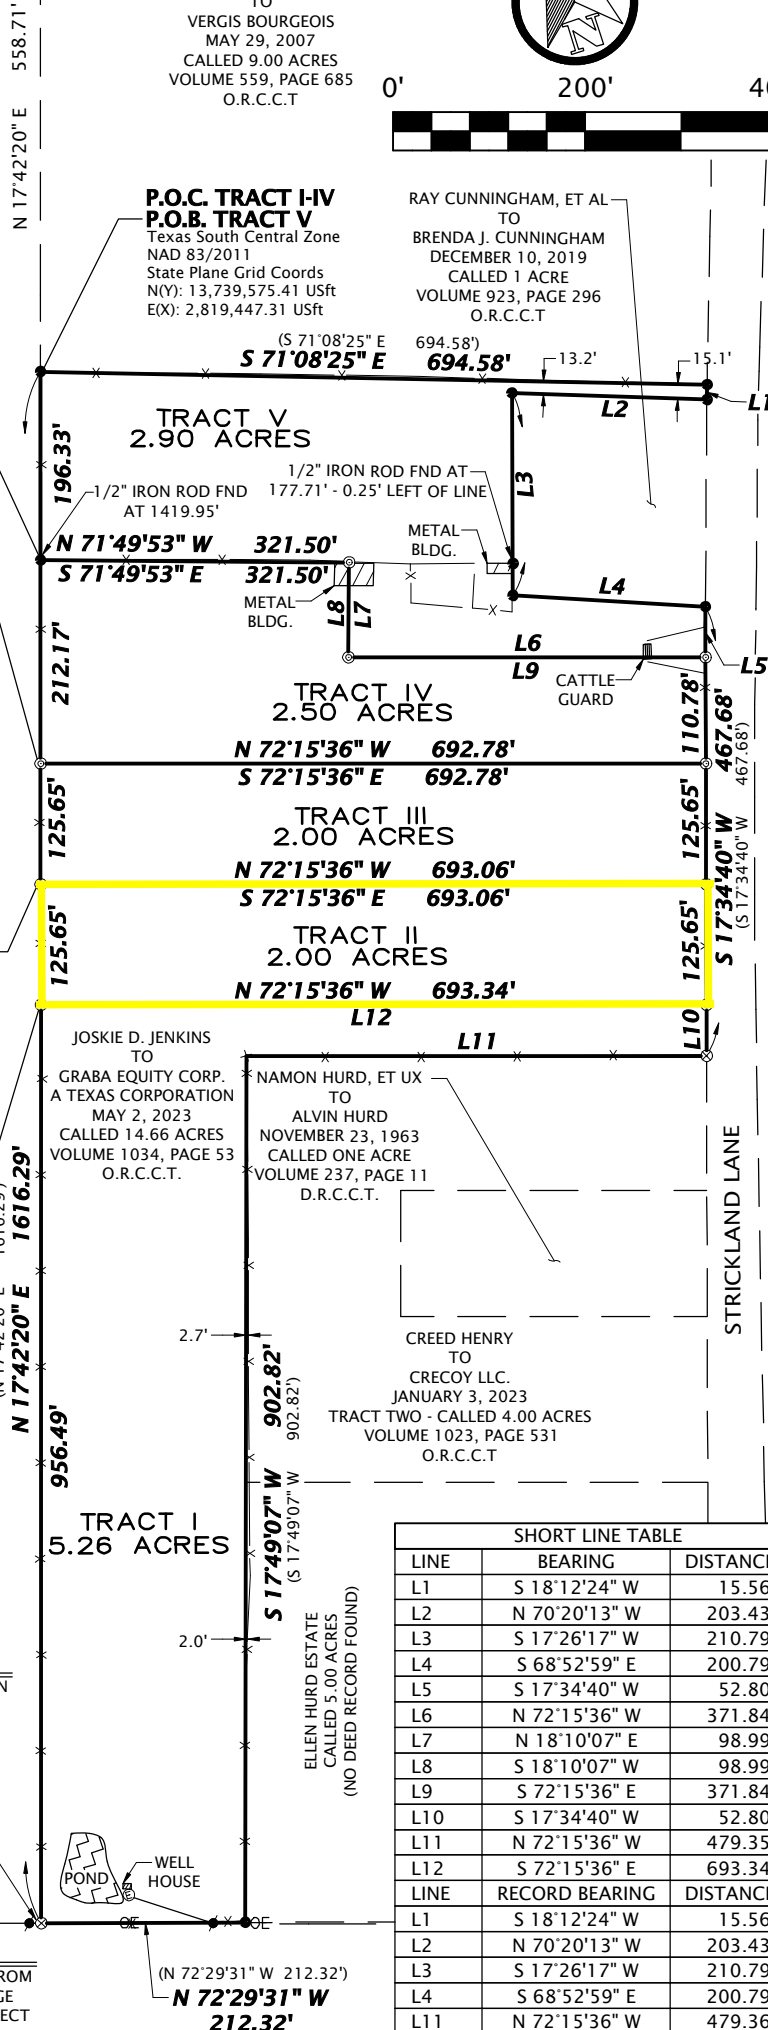 TO
VERGIS BOURGEOIS
MAY 29, 2007
CALLED 9.00 ACRES
VOLUME 559, PAGE 685
O.R.C.C.T
558.71'
N 17°42'20" E
N
0'
200'
P.O.C. TRACT I-IV
P.O.B. TRACT V
Texas South Central Zone
NAD 83/2011
State Plane Grid Coords
N(Y): 13,739,575.41 USft
E(X): 2,819,447.31 USft
RAY CUNNINGHAM, ET AL
TO
BRENDA J. CUNNINGHAM
DECEMBER 10, 2019
CALLED 1 ACRE
VOLUME 923, PAGE 296
O.R.C.C.T
(S 71°08'25" E 694.58')
S 71°08'25" E 694.58'
13.2'
15.1'
L1
L2
TRACT V
2.90 ACRES
196.33'
1/2" IRON ROD FND
AT 1419.95'
1/2" IRON ROD FND AT
177.71' - 0.25' LEFT OF LINE
L3
METAL
BLDG.
N 71°49'53" W 321.50'
S 71°49'53" E 321.50'
METAL
BLDG.
L8
L7
L4
L5
L6
L9
CATTLE
GUARD
212.17'
TRACT IV
2.50 ACRES
110.78'
467.68'
467.68')
N 72°15'36" W 692.78'
S 72°15'36" E 692.78'
125.65'
TRACT III
2.00 ACRES
125.65'
S 17°34'40" W
(S 17°34'40" W
N 72°15'36" W 693.06'
S 72°15'36" E 693.06'
125.65'
TRACT II
2.00 ACRES
125.65'
N 72°15'36" W 693.34'
L12
L10
L11
JOSKIE D. JENKINS
TO
GRABA EQUITY CORP.
A TEXAS CORPORATION
MAY 2, 2023
CALLED 14.66 ACRES
VOLUME 1034, PAGE 53
O.R.C.C.T.
NAMON HURD, ET UX
TO
ALVIN HURD
NOVEMBER 23, 1963
CALLED ONE ACRE
VOLUME 237, PAGE 11
D.R.C.C.T.
STRICKLAND LANE
1616.29'
N 17°42'20" E
956.49'
2.7'
902.82'
902.82')
S 17°49'07" W
(S 17°49'07" W
CREED HENRY
TO
CRECOY LLC.
JANUARY 3, 2023
TRACT TWO - CALLED 4.00 ACRES
VOLUME 1023, PAGE 531
O.R.C.C.T
TRACT I
5.26 ACRES
2.0'
ELLEN HURD ESTATE
CALLED 5.00 ACRES
(NO DEED RECORD FOUND)
POND
WELL
HOUSE
E
OE
OE
(N 72°29'31" W 212.32')
N 72°29'31" W
212.32'
ROM
GE
ECT
SHORT LINE TABLE
LINE BEARING DISTANC
L1 S 18°12'24" W 15.56
L2 N 70°20'13" W 203.43
L3 S 17°26'17" W 210.79
L4 S 68°52'59" E 200.79
L5 S 17°34'40" W 52.80
L6 N 72°15'36" W 371.84
L7 N 18°10'07" E 98.99
L8 S 18°10'07" W 98.99
L9 S 72°15'36" E 371.84
L10 S 17°34'40" W 52.80
L11 N 72°15'36" W 479.35
L12 S 72°15'36" E 693.34
LINE RECORD BEARING DISTANC
L1 S 18°12'24" W 15.56
L2 N 70°20'13" W 203.43
L3 S 17°26'17" W 210.79
L4 S 68°52'59" E 200.79
L11 N 72°15'36" W 479.36